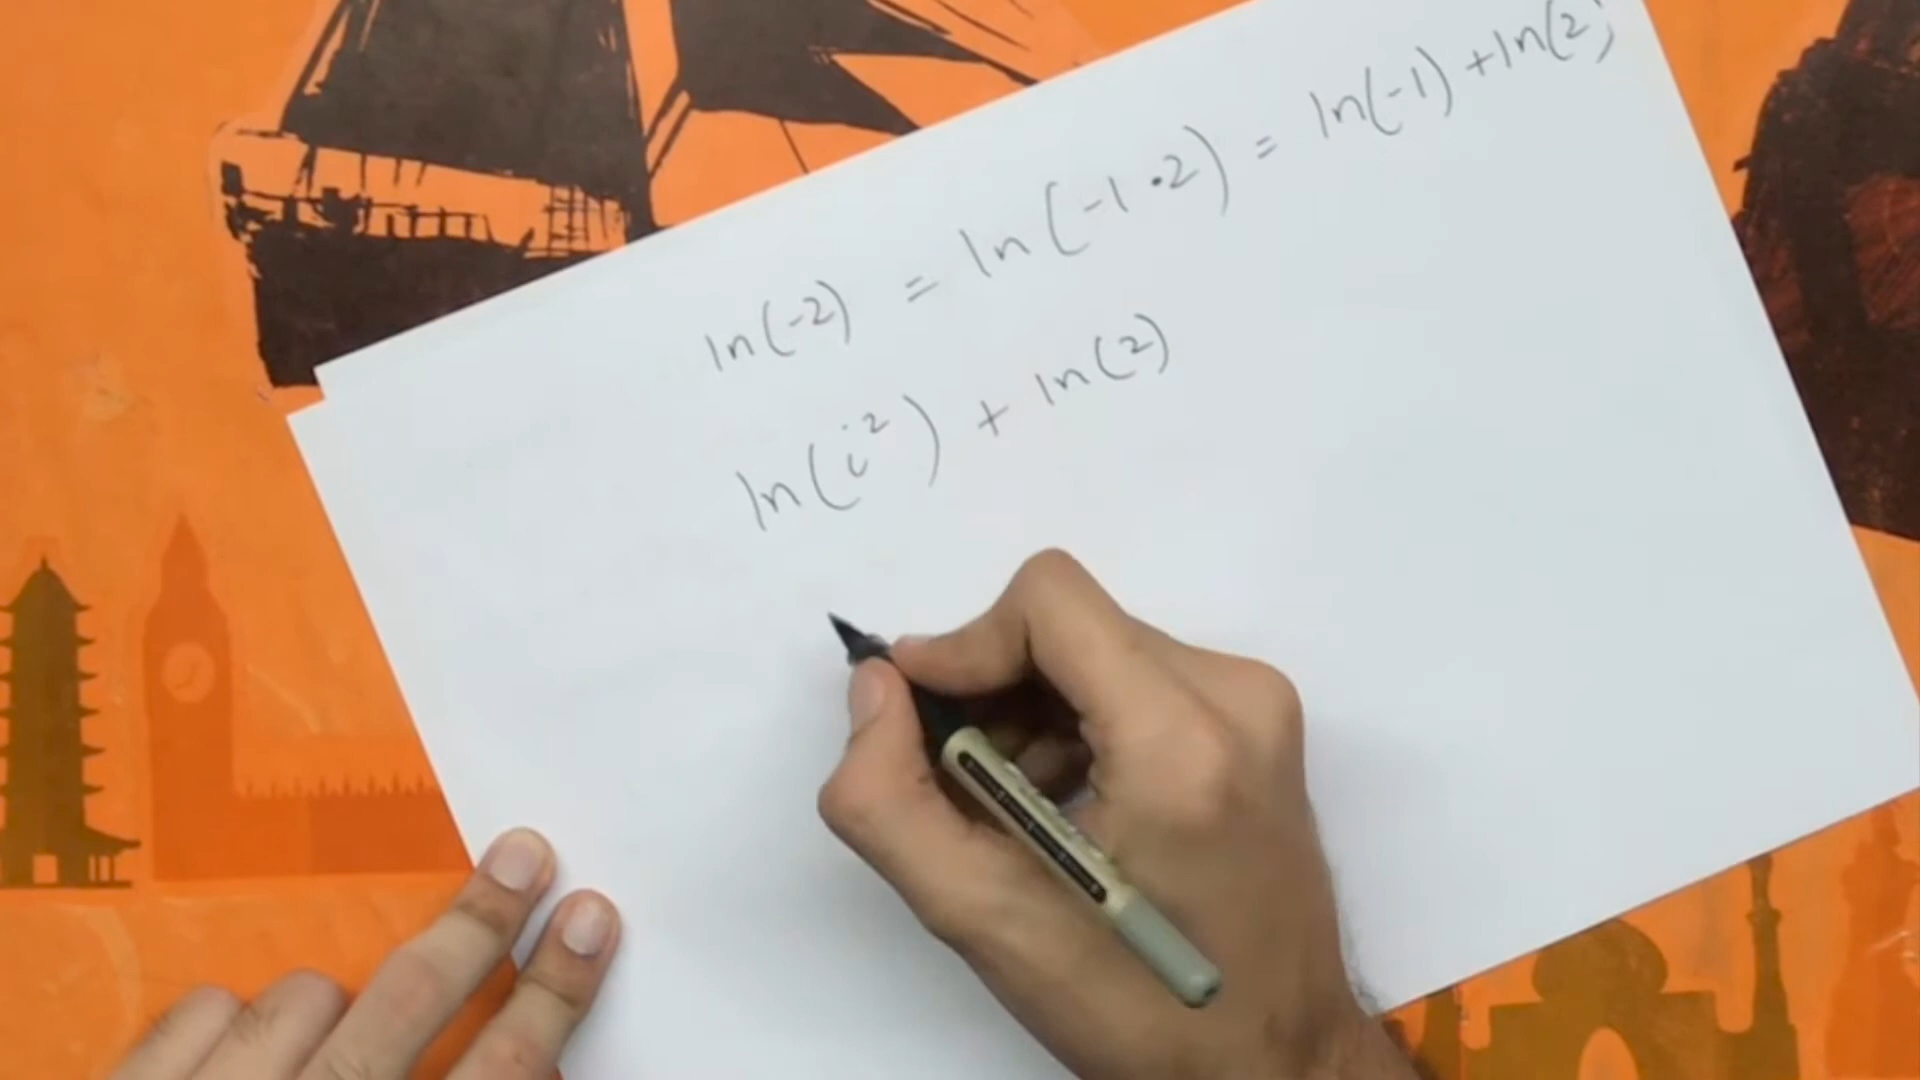 ln(-2) = ln(-1·2) = ln(-1) + ln(2)
ln(i²) + ln(2)